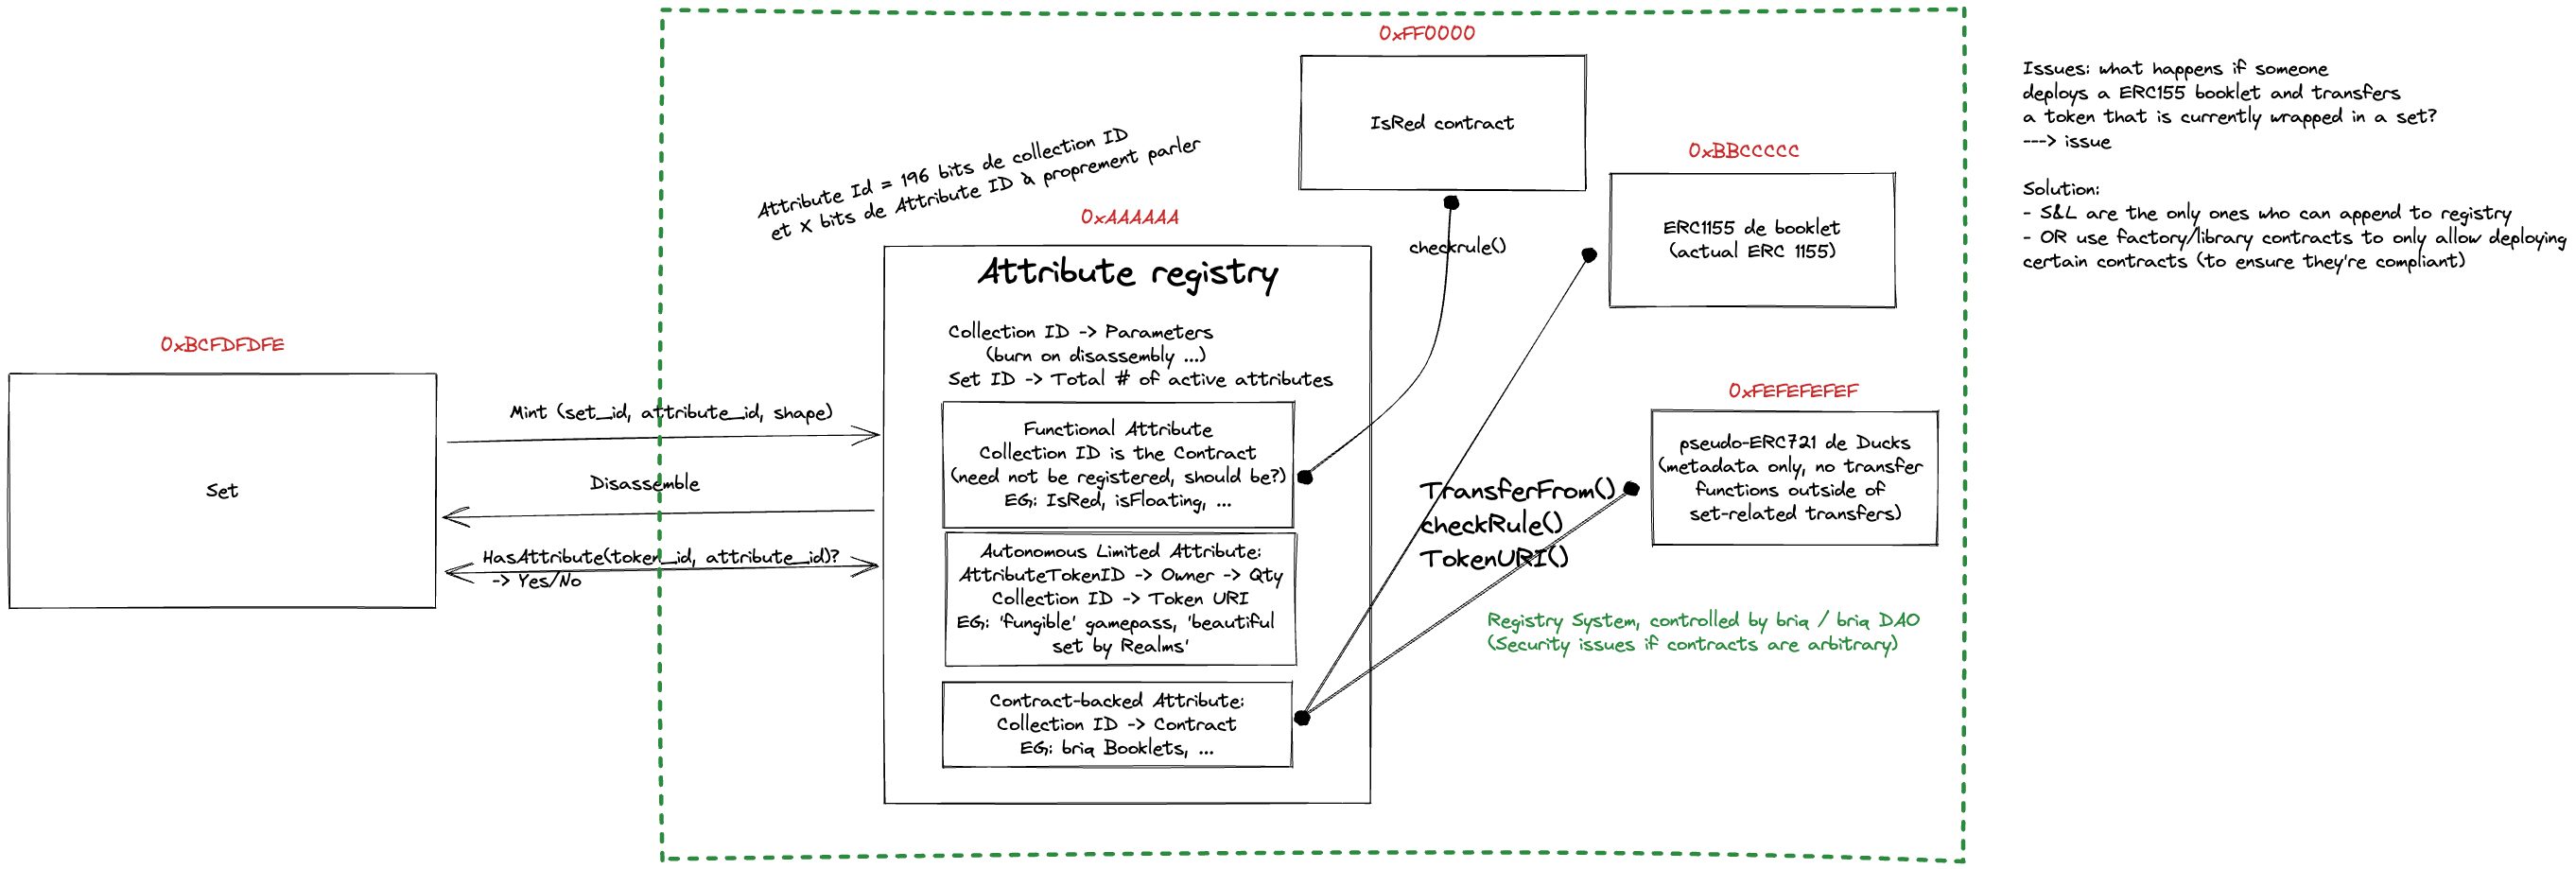 0xBCFDFDFE
Set
Mint (set_id, attribute_id, shape)
Disassemble
HasAttribute(token_id, attribute_id)?
-> Yes/No
Attribute Id = 196 bits de collection ID
et X bits de Attribute ID à proprement parler
0xAAAAAA
Attribute registry
Collection ID -> Parameters
(burn on disassembly ...)
Set ID -> Total # of active attributes
Functional Attribute
Collection ID is the Contract
(need not be registered, should be?)
EG: IsRed, isFloating, ...
Autonomous Limited Attribute:
AttributeTokenID -> Owner -> Qty
Collection ID -> Token URI
EG: 'fungible' gamepass, 'beautiful
set by Realms'
Contract-backed Attribute:
Collection ID -> Contract
EG: briq Booklets, ...
0xFF0000
IsRed contract
checkrule()
0xBBCCCCC
ERC1155 de booklet
(actual ERC 1155)
0xFEFEFEFEF
pseudo-ERC721 de Ducks
(metadata only, no transfer
functions outside of
set-related transfers)
TransferFrom()
checkRule()
TokenURI()
Registry System, controlled by briq / briq DAO
(Security issues if contracts are arbitrary)
Issues: what happens if someone
deploys a ERC155 booklet and transfers
a token that is currently wrapped in a set?
---> issue
Solution:
- S&L are the only ones who can append to registry
- OR use factory/library contracts to only allow deploying
certain contracts (to ensure they're compliant)